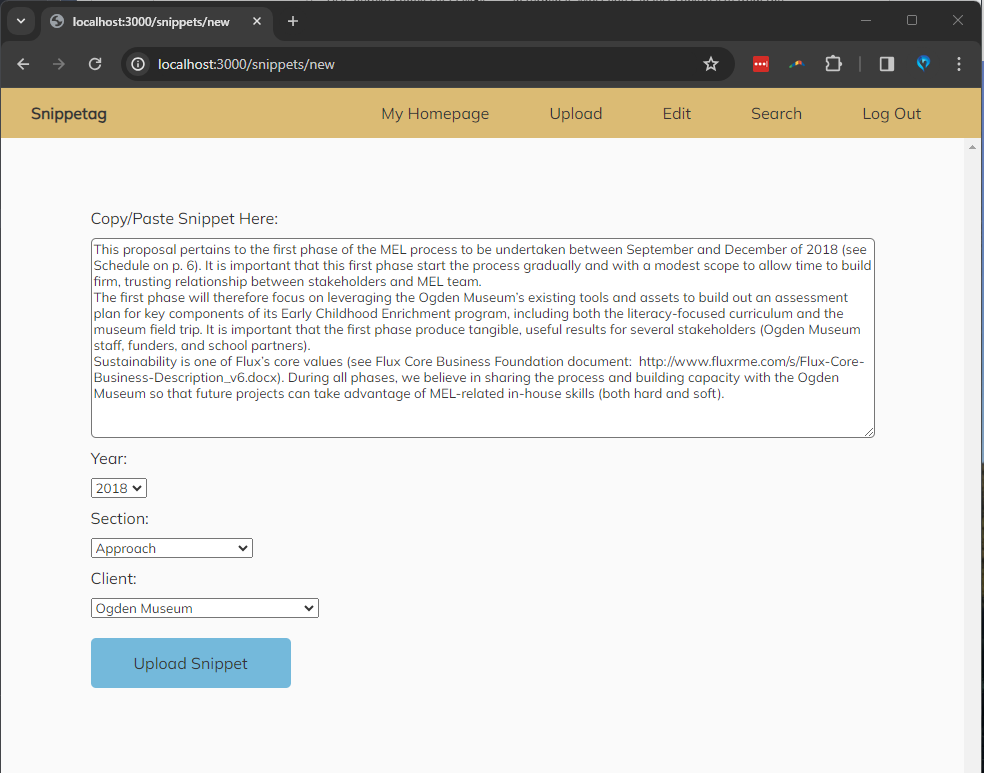 localhost:3000/snippets/new
localhost:3000/snippets/new
Snippetag My Homepage Upload Edit Search Log Out
Copy/Paste Snippet Here:
This proposal pertains to the first phase of the MEL process to be undertaken between September and December of 2018 (see
Schedule on p. 6). It is important that this first phase start the process gradually and with a modest scope to allow time to build
firm, trusting relationship between stakeholders and MEL team.
The first phase will therefore focus on leveraging the Ogden Museum’s existing tools and assets to build out an assessment
plan for key components of its Early Childhood Enrichment program, including both the literacy-focused curriculum and the
museum field trip. It is important that the first phase produce tangible, useful results for several stakeholders (Ogden Museum
staff, funders, and school partners).
Sustainability is one of Flux’s core values (see Flux Core Business Foundation document:  http://www.fluxrme.com/s/Flux-Core-
Business-Description_v6.docx). During all phases, we believe in sharing the process and building capacity with the Ogden
Museum so that future projects can take advantage of MEL-related in-house skills (both hard and soft).
Year:
2018
Section:
Approach
Client:
Ogden Museum
Upload Snippet